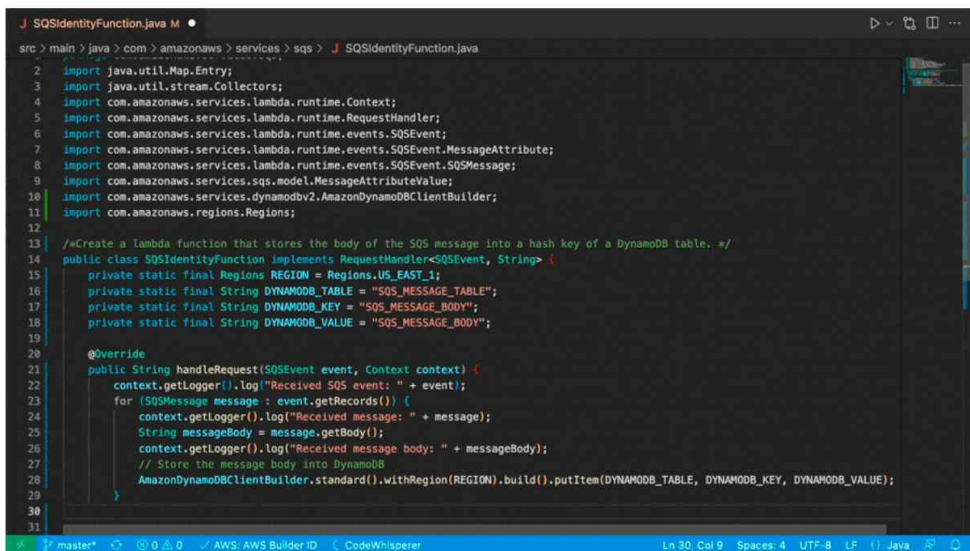 J SQSIdentityFunction.java M ●
src > main > java > com > amazonaws > services > sqs > J SQSIdentityFunction.java
2 import java.util.Map.Entry;
3 import java.util.stream.Collectors;
4 import com.amazonaws.services.lambda.runtime.Context;
5 import com.amazonaws.services.lambda.runtime.RequestHandler;
6 import com.amazonaws.services.lambda.runtime.events.SQSEvent;
7 import com.amazonaws.services.lambda.runtime.events.SQSEvent.MessageAttribute;
8 import com.amazonaws.services.lambda.runtime.events.SQSEvent.SQSMessage;
9 import com.amazonaws.services.sqs.model.MessageAttributeValue;
10 import com.amazonaws.services.dynamodbv2.AmazonDynamoDBClientBuilder;
11 import com.amazonaws.regions.Regions;
12
13 /*Create a lambda function that stores the body of the SQS message into a hash key of a DynamoDB table. */
14 public class SQSIdentityFunction implements RequestHandler<SQSEvent, String> {
15 private static final Regions REGION = Regions.US_EAST_1;
16 private static final String DYNAMODB_TABLE = "SQS_MESSAGE_TABLE";
17 private static final String DYNAMODB_KEY = "SQS_MESSAGE_BODY";
18 private static final String DYNAMODB_VALUE = "SQS_MESSAGE_BODY";
19
20 @Override
21 public String handleRequest(SQSEvent event, Context context) {
22 context.getLogger().log("Received SQS event: " + event);
23 for (SQSMessage message : event.getRecords()) {
24 context.getLogger().log("Received message: " + message);
25 String messageBody = message.getBody();
26 context.getLogger().log("Received message body: " + messageBody);
27 // Store the message body into DynamoDB
28 AmazonDynamoDBClientBuilder.standard().withRegion(REGION).build().putItem(DYNAMODB_TABLE, DYNAMODB_KEY, DYNAMODB_VALUE);
29 }
30
31
master* 0 0 ✓ AWS: AWS Builder ID CodeWhisperer Ln 30, Col 9 Spaces: 4 UTF-8 LF {} Java